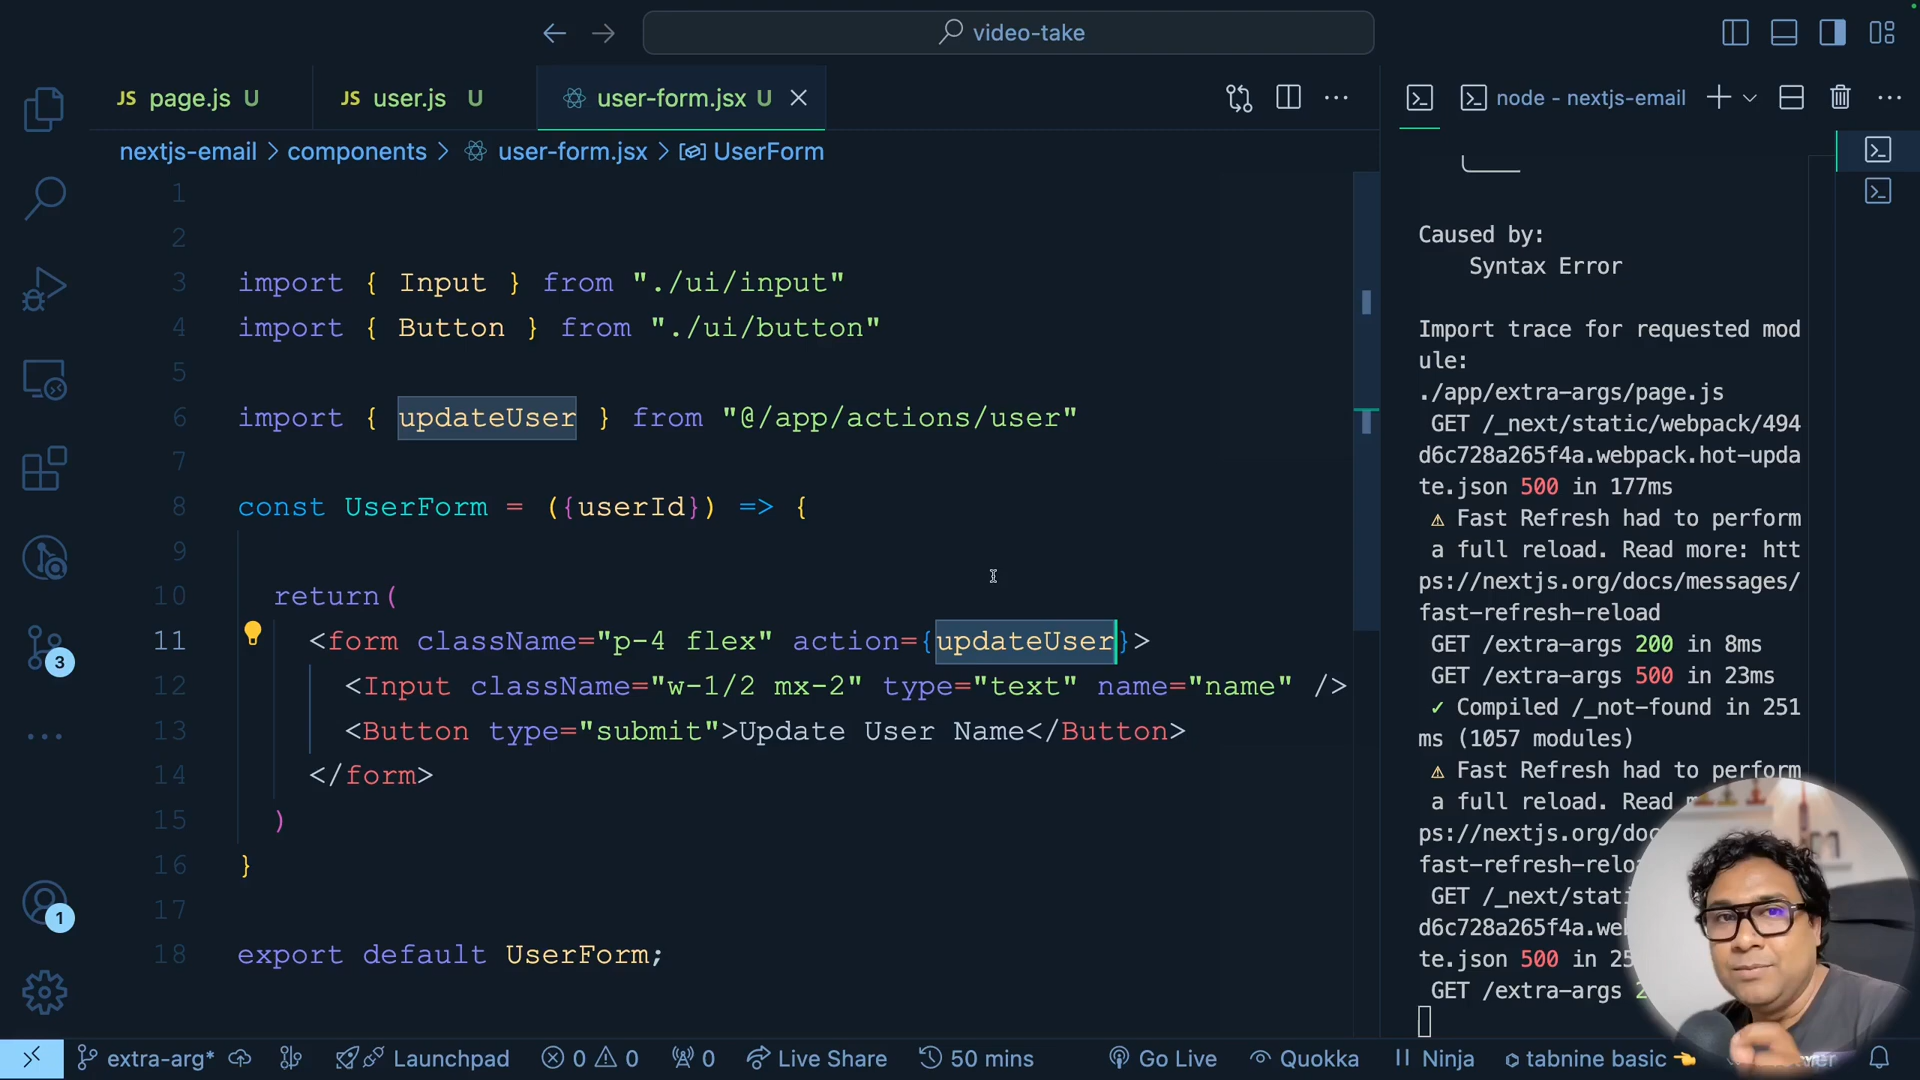 video-take
JS page.js U
JS user.js U
user-form.jsx U
node - nextjs-email
nextjs-email > components > user-form.jsx > UserForm
1
2
3 import { Input } from "./ui/input"
4 import { Button } from "./ui/button"
5
6 import { updateUser } from "@/app/actions/user"
7
8 const UserForm = ({userId}) => {
9
10 return(
11 <form className="p-4 flex" action={updateUser}>
12 <Input className="w-1/2 mx-2" type="text" name="name" />
13 <Button type="submit">Update User Name</Button>
14 </form>
15 )
16 }
17
18 export default UserForm;
Caused by:
Syntax Error
Import trace for requested mod
ule:
./app/extra-args/page.js
GET /_next/static/webpack/494
d6c728a265f4a.webpack.hot-upda
te.json 500 in 177ms
⚠ Fast Refresh had to perform
a full reload. Read more: htt
ps://nextjs.org/docs/messages/
fast-refresh-reload
GET /extra-args 200 in 8ms
GET /extra-args 500 in 23ms
✓ Compiled /_not-found in 251
ms (1057 modules)
⚠ Fast Refresh had to perform
a full reload. Read
ps://nextjs.org/doc
fast-refresh-reloa
GET /_next/stati
d6c728a265f4a.we
te.json 500 in 25
GET /extra-args 2
3
1
extra-arg* Launchpad 0 0 0 Live Share 50 mins Go Live Quokka Ninja tabnine basic 👈